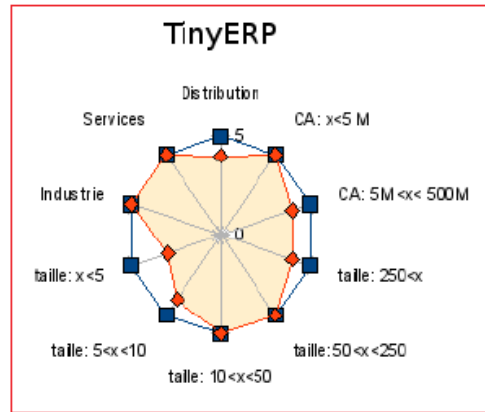 TinyERP
Distribution
Services
CA: x<5 M
5
Industrie
CA: 5M <x< 500M
0
taille: x<5
taille: 250<x
taille: 5<x<10
taille: 50<x<250
taille: 10<x<50